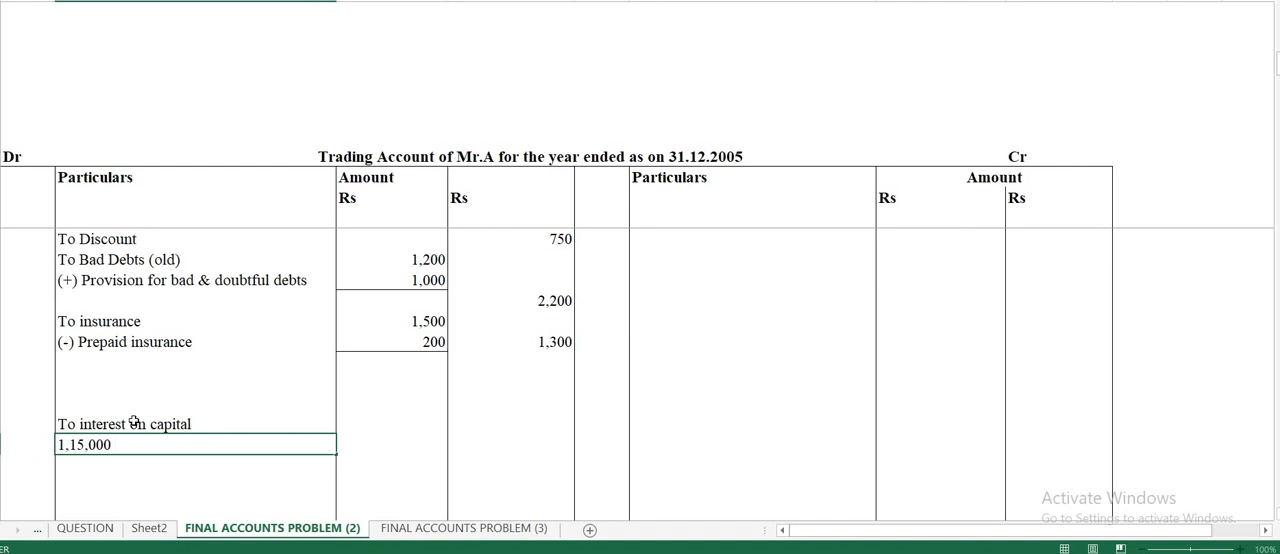 Dr Trading Account of Mr.A for the year ended as on 31.12.2005 Cr
Particulars Amount Particulars Amount
Rs Rs Rs Rs
To Discount 750
To Bad Debts (old) 1,200
(+) Provision for bad & doubtful debts 1,000
2,200
To insurance 1,500
(-) Prepaid insurance 200 1,300
To interest on capital
1,15,000
Activate Windows
Go to Settings to activate Windows.
... QUESTION Sheet2 FINAL ACCOUNTS PROBLEM (2) FINAL ACCOUNTS PROBLEM (3)
ER 100%